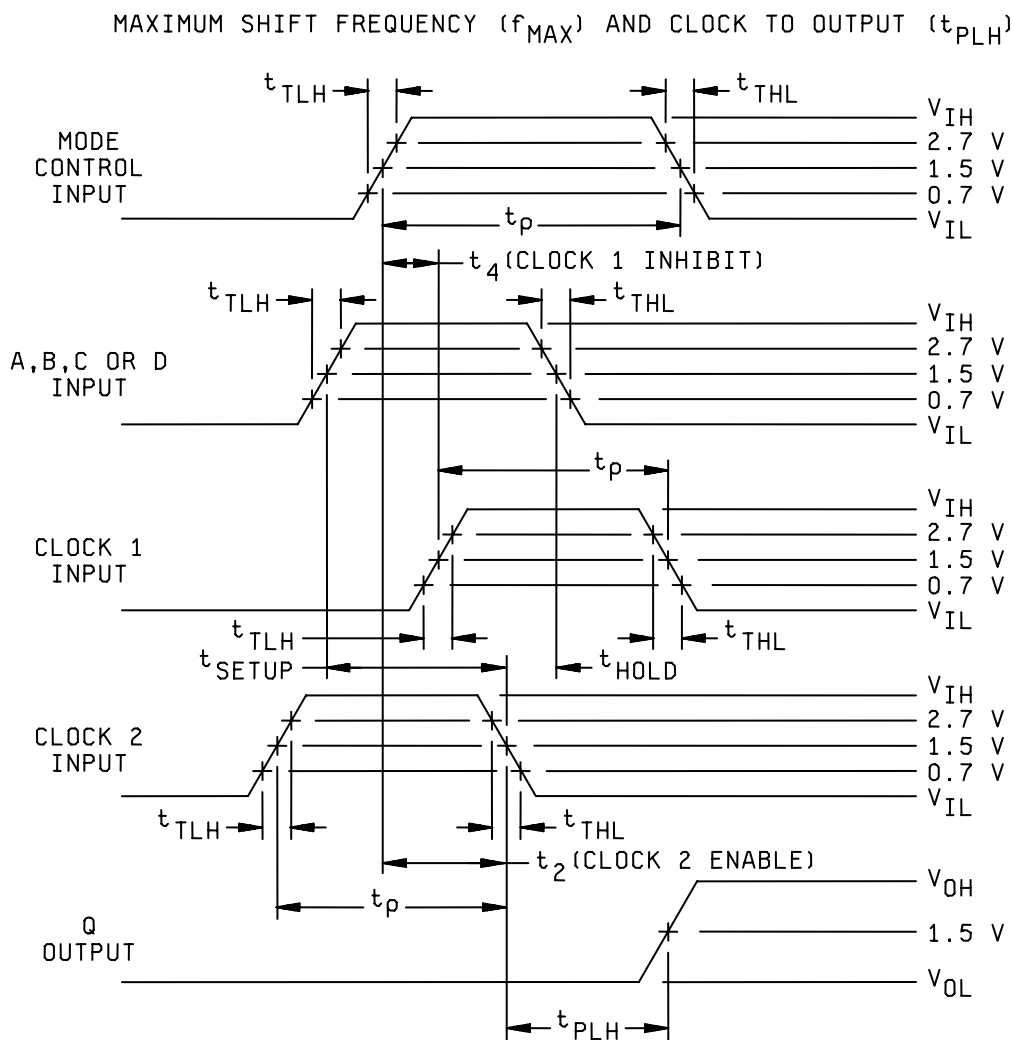 MAXIMUM SHIFT FREQUENCY (fMAX) AND CLOCK TO OUTPUT (tPLH)
tTLH
tTHL
MODE
CONTROL
INPUT
VIH
2.7 V
1.5 V
0.7 V
VIL
tp
t4 (CLOCK 1 INHIBIT)
tTLH
tTHL
A,B,C OR D
INPUT
VIH
2.7 V
1.5 V
0.7 V
VIL
tp
CLOCK 1
INPUT
VIH
2.7 V
1.5 V
0.7 V
VIL
tTLH
tTHL
tSETUP
tHOLD
CLOCK 2
INPUT
VIH
2.7 V
1.5 V
0.7 V
VIL
tTLH
tTHL
t2 (CLOCK 2 ENABLE)
tp
Q
OUTPUT
VOH
1.5 V
VOL
tPLH